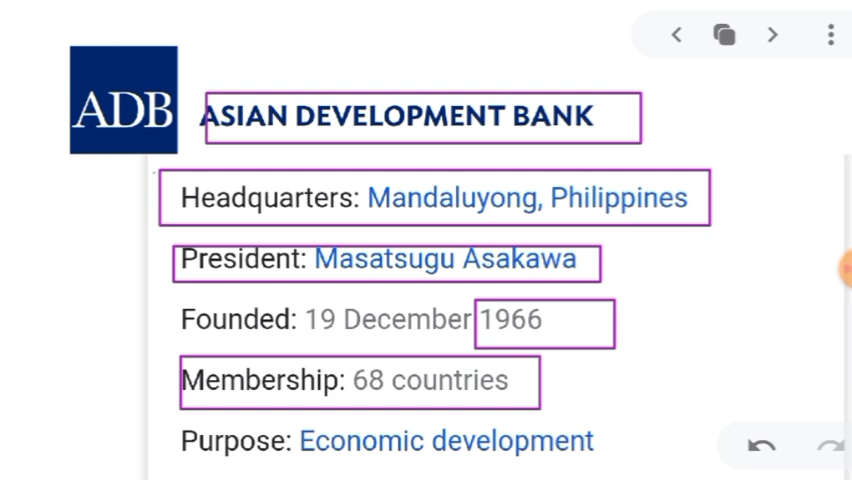 ADB
ASIAN DEVELOPMENT BANK
Headquarters: Mandaluyong, Philippines
President: Masatsugu Asakawa
Founded: 19 December 1966
Membership: 68 countries
Purpose: Economic development